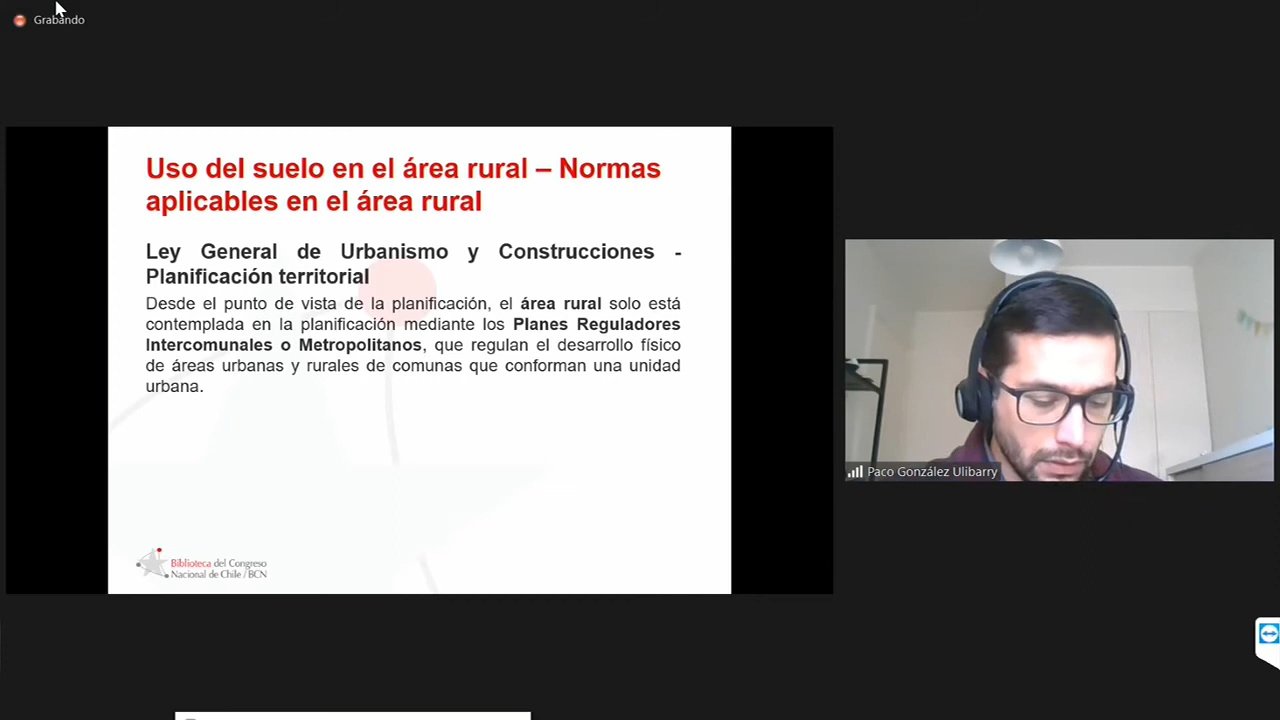 Grabando
Uso del suelo en el área rural – Normas
aplicables en el área rural
Ley General de Urbanismo y Construcciones -
Planificación territorial
Desde el punto de vista de la planificación, el área rural solo está
contemplada en la planificación mediante los Planes Reguladores
Intercomunales o Metropolitanos, que regulan el desarrollo físico
de áreas urbanas y rurales de comunas que conforman una unidad
urbana.
Biblioteca del Congreso
Nacional de Chile / BCN
Paco González Ulibarry